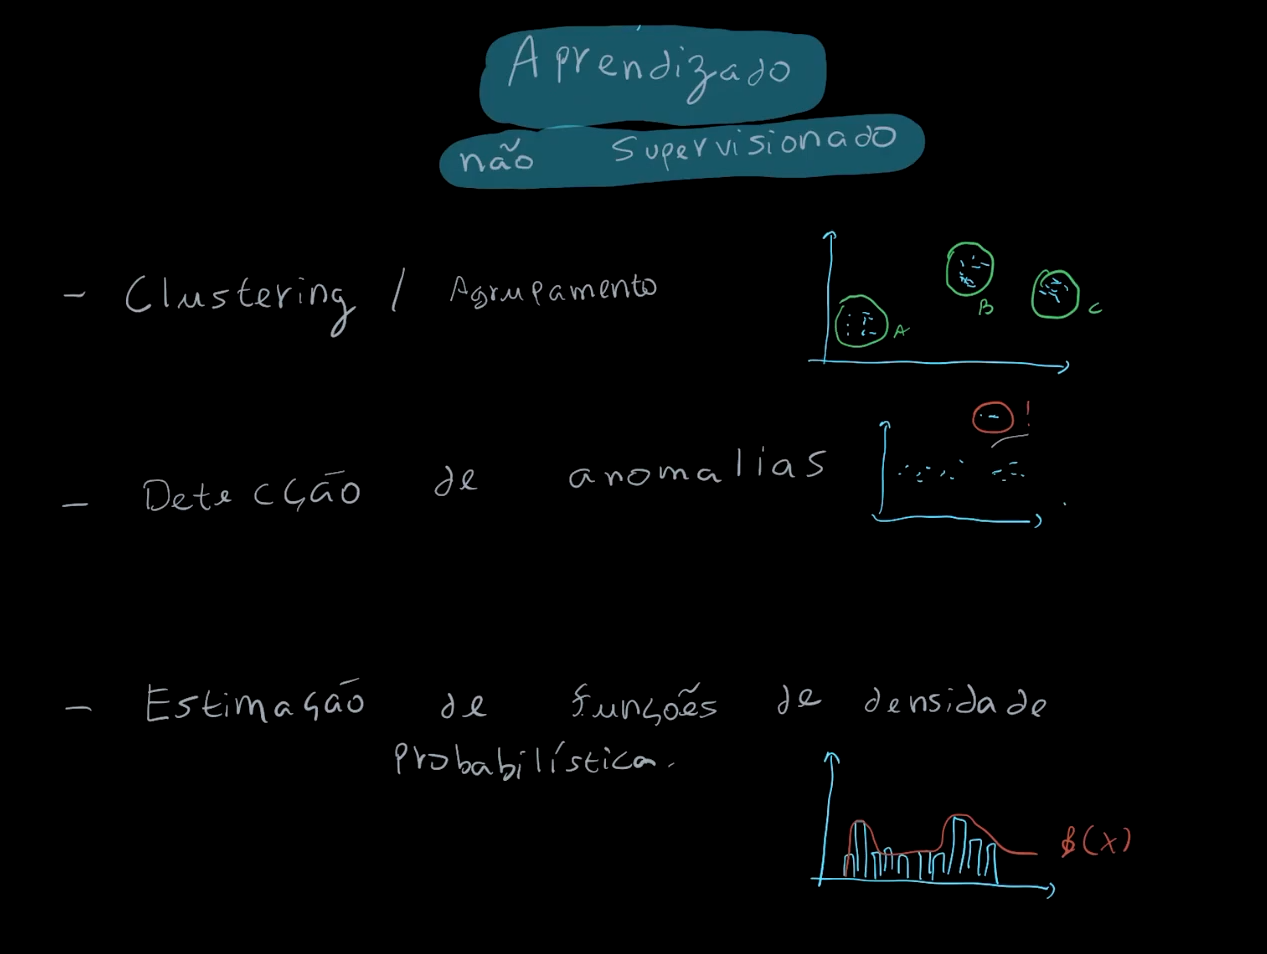 Aprendizado
não supervisionado
- Clustering / Agrupamento
A
B
C
!
- Detecção de anomalias
- Estimação de funções de densidade
probabilística.
f(x)